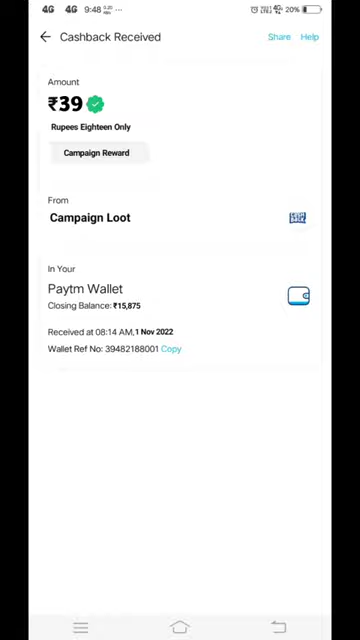 4G 4G 9:48
20%
Cashback Received Share Help
Amount
₹39
Rupees Eighteen Only
Campaign Reward
From
Campaign Loot
In Your
Paytm Wallet
Closing Balance: ₹15,875
Received at 08:14 AM, 1 Nov 2022
Wallet Ref No: 39482188001 Copy